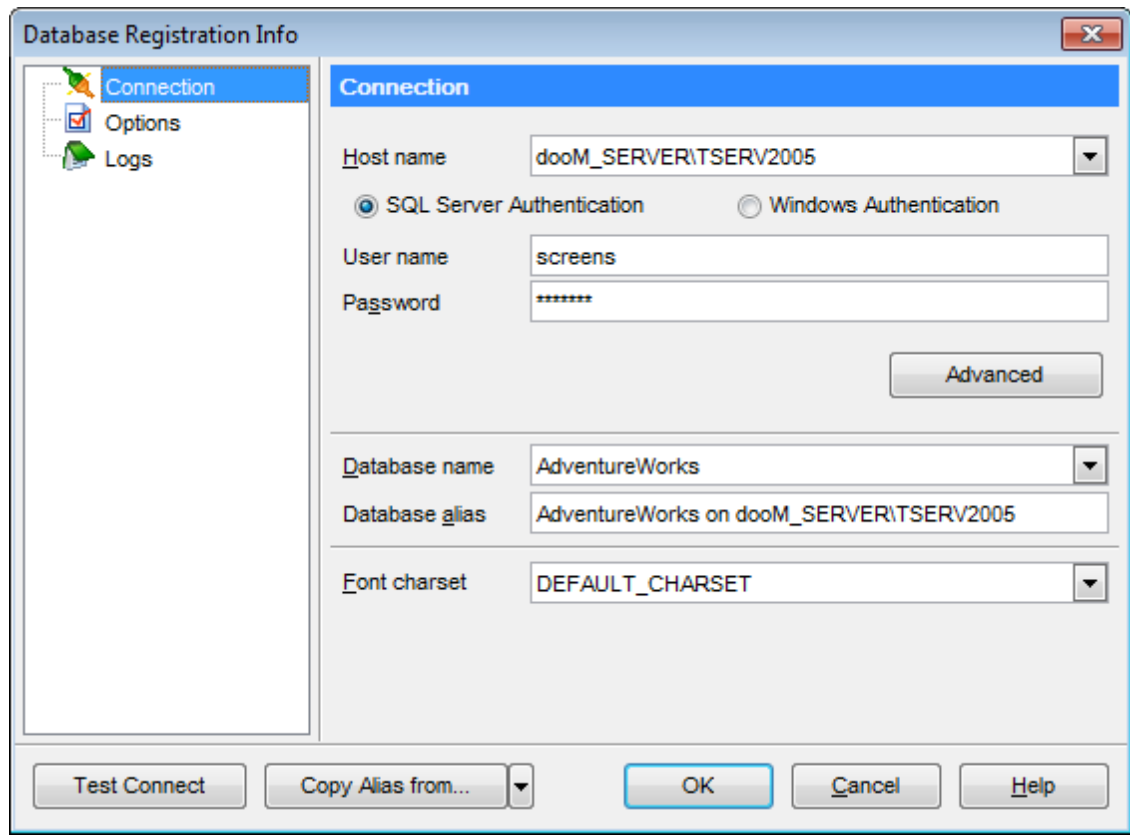 Database Registration Info
Connection
Options
Logs
Connection
Host name dooM_SERVER\TSERV2005
SQL Server Authentication Windows Authentication
User name screens
Password *******
Advanced
Database name AdventureWorks
Database alias AdventureWorks on dooM_SERVER\TSERV2005
Font charset DEFAULT_CHARSET
Test Connect Copy Alias from... OK Cancel Help